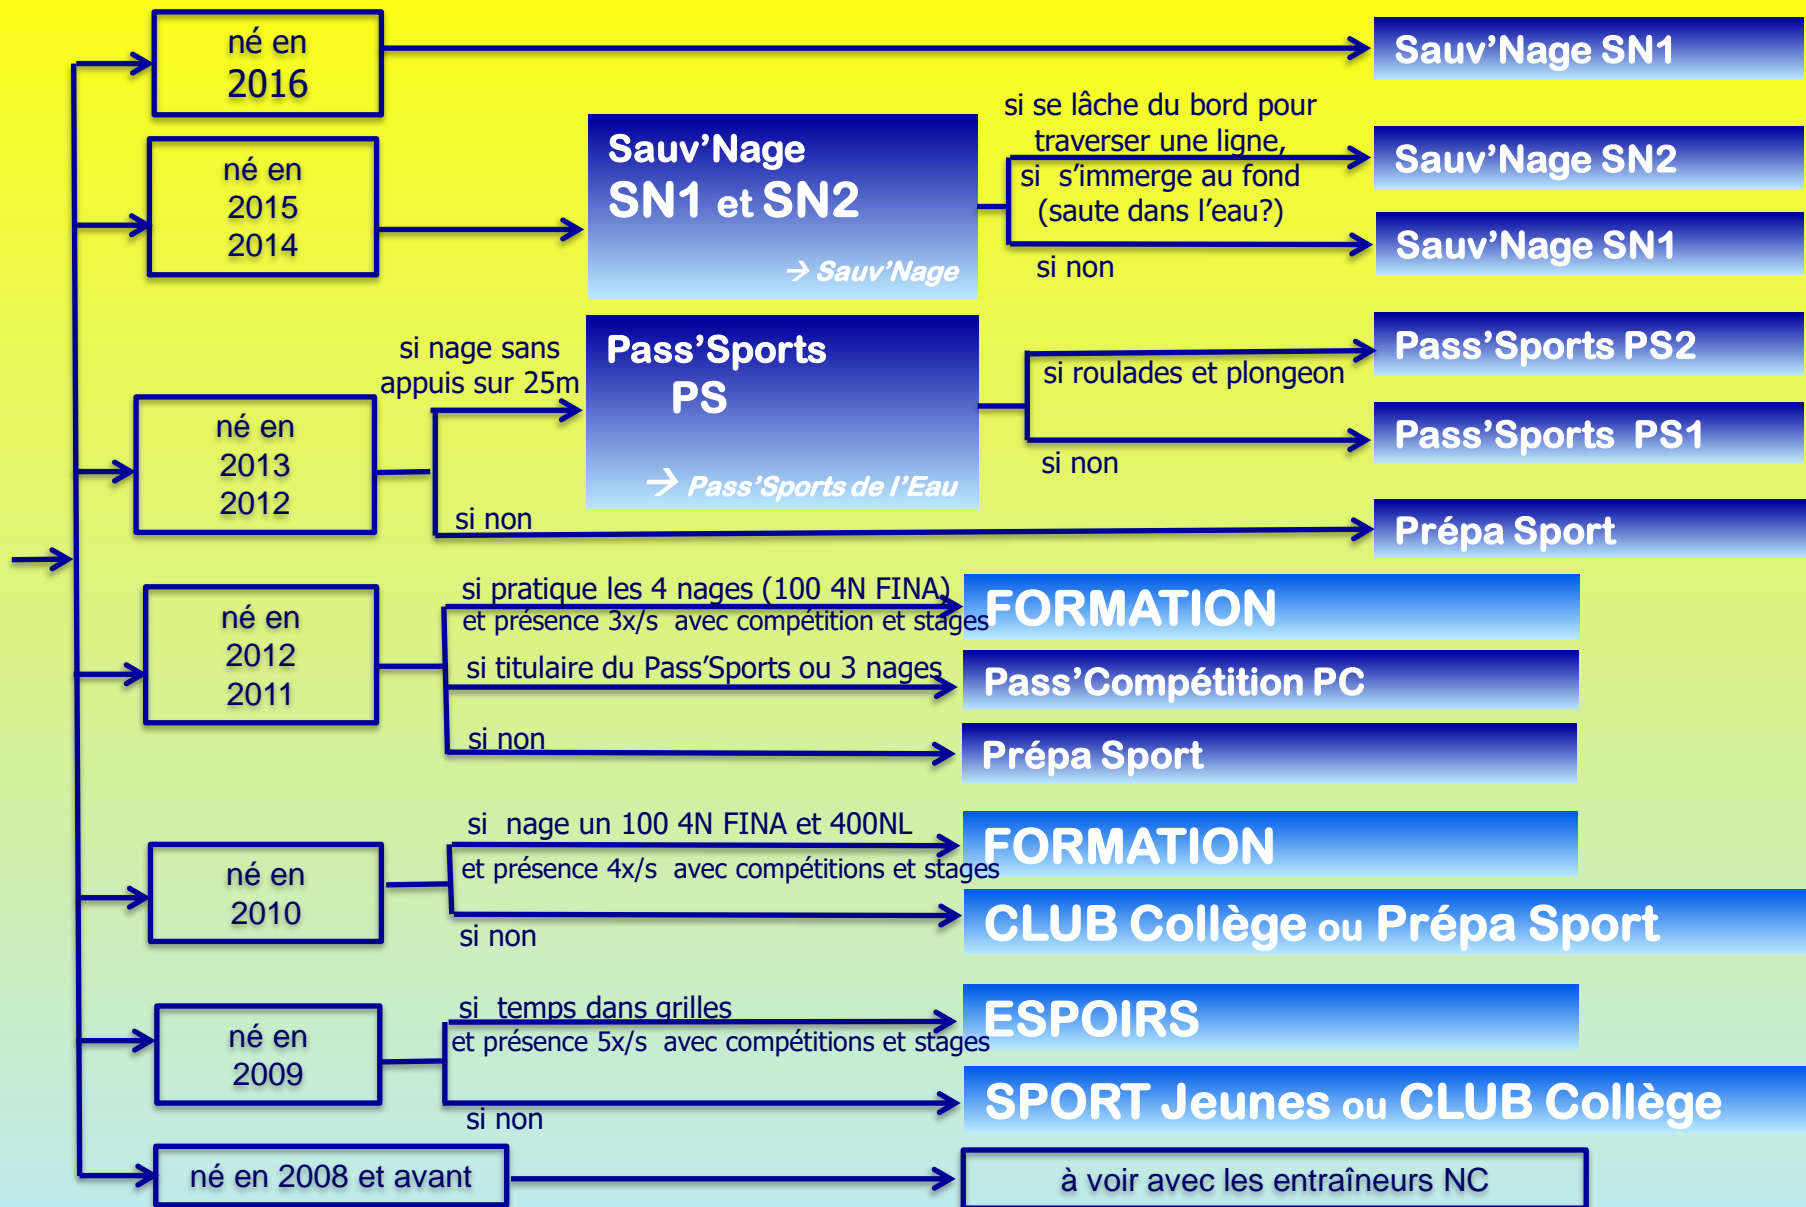 né en
2016
Sauv'Nage SN1
né en
2015
2014
Sauv'Nage
SN1 et SN2
→ Sauv'Nage
si se lâche du bord pour
traverser une ligne,
si s'immerge au fond
(saute dans l'eau?)
Sauv'Nage SN2
si non
Sauv'Nage SN1
né en
2013
2012
si nage sans
appuis sur 25m
Pass'Sports
PS
→ Pass'Sports de l'Eau
si roulades et plongeon
Pass'Sports PS2
si non
Pass'Sports PS1
si non
Prépa Sport
né en
2012
2011
si pratique les 4 nages (100 4N FINA)
et présence 3x/s avec compétition et stages
FORMATION
si titulaire du Pass'Sports ou 3 nages
Pass'Compétition PC
si non
Prépa Sport
né en
2010
si nage un 100 4N FINA et 400NL
et présence 4x/s avec compétitions et stages
FORMATION
si non
CLUB Collège ou Prépa Sport
né en
2009
si temps dans grilles
et présence 5x/s avec compétitions et stages
ESPOIRS
si non
SPORT Jeunes ou CLUB Collège
né en 2008 et avant
à voir avec les entraîneurs NC